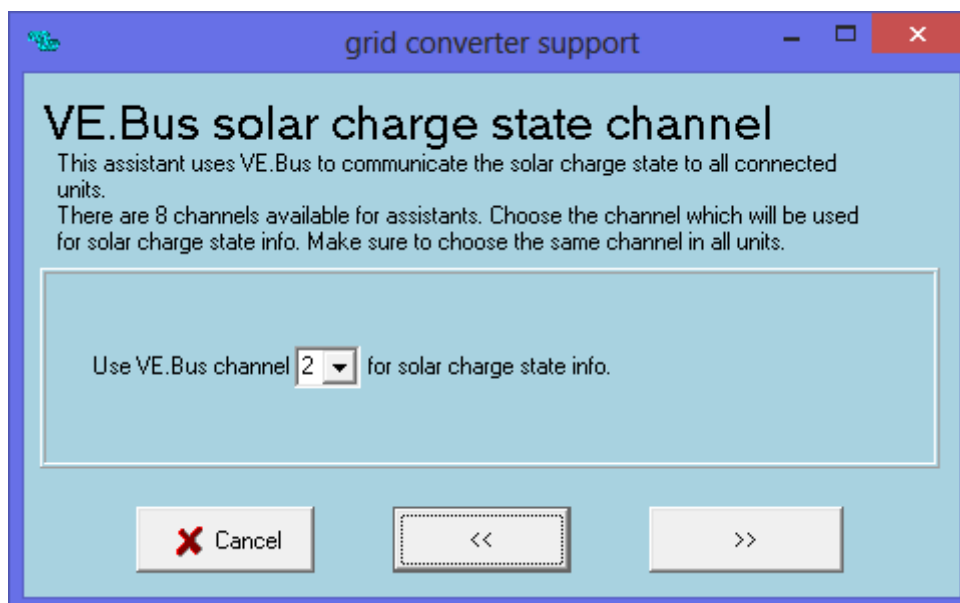 grid converter support
VE.Bus solar charge state channel
This assistant uses VE.Bus to communicate the solar charge state to all connected
units.
There are 8 channels available for assistants. Choose the channel which will be used
for solar charge state info. Make sure to choose the same channel in all units.
Use VE.Bus channel 2 for solar charge state info.
Cancel << >>